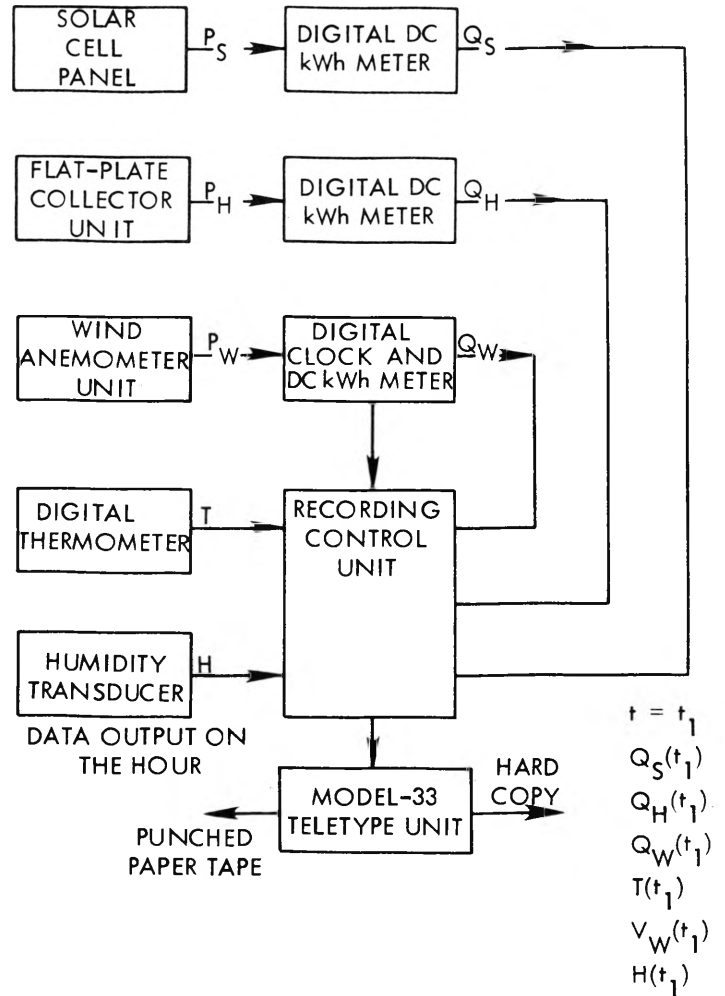 SOLAR
CELL
PANEL
P_S
DIGITAL DC
kWh METER
Q_S
FLAT-PLATE
COLLECTOR
UNIT
P_H
DIGITAL DC
kWh METER
Q_H
WIND
ANEMOMETER
UNIT
P_W
DIGITAL
CLOCK AND
DC kWh METER
Q_W
DIGITAL
THERMOMETER
T
RECORDING
CONTROL
UNIT
HUMIDITY
TRANSDUCER
H
DATA OUTPUT ON
THE HOUR
MODEL-33
TELETYPE UNIT
HARD
COPY
PUNCHED
PAPER TAPE
t = t_1
Q_S(t_1)
Q_H(t_1)
Q_W(t_1)
T(t_1)
V_W(t_1)
H(t_1)